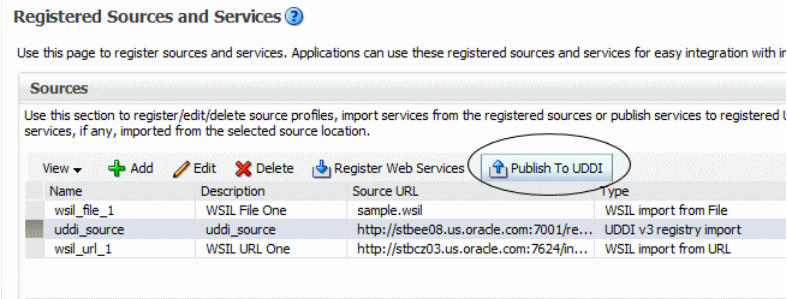 Registered Sources and Services ?
Use this page to register sources and services. Applications can use these registered sources and services for easy integration with
Sources
Use this section to register/edit/delete source profiles, import services from the registered sources or publish services to registered
services, if any, imported from the selected source location.
View Add Edit Delete Register Web Services Publish To UDDI
Name Description Source URL Type
wsil_file_1 WSIL File One sample.wsil WSIL import from File
uddi_source uddi_source http://stbee08.us.oracle.com:7001/re... UDDI v3 registry import
wsil_url_1 WSIL URL One http://stbcz03.us.oracle.com:7624/in... WSIL import from URL